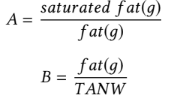 A = saturated fat(g) / fat(g)
B = fat(g) / TANW